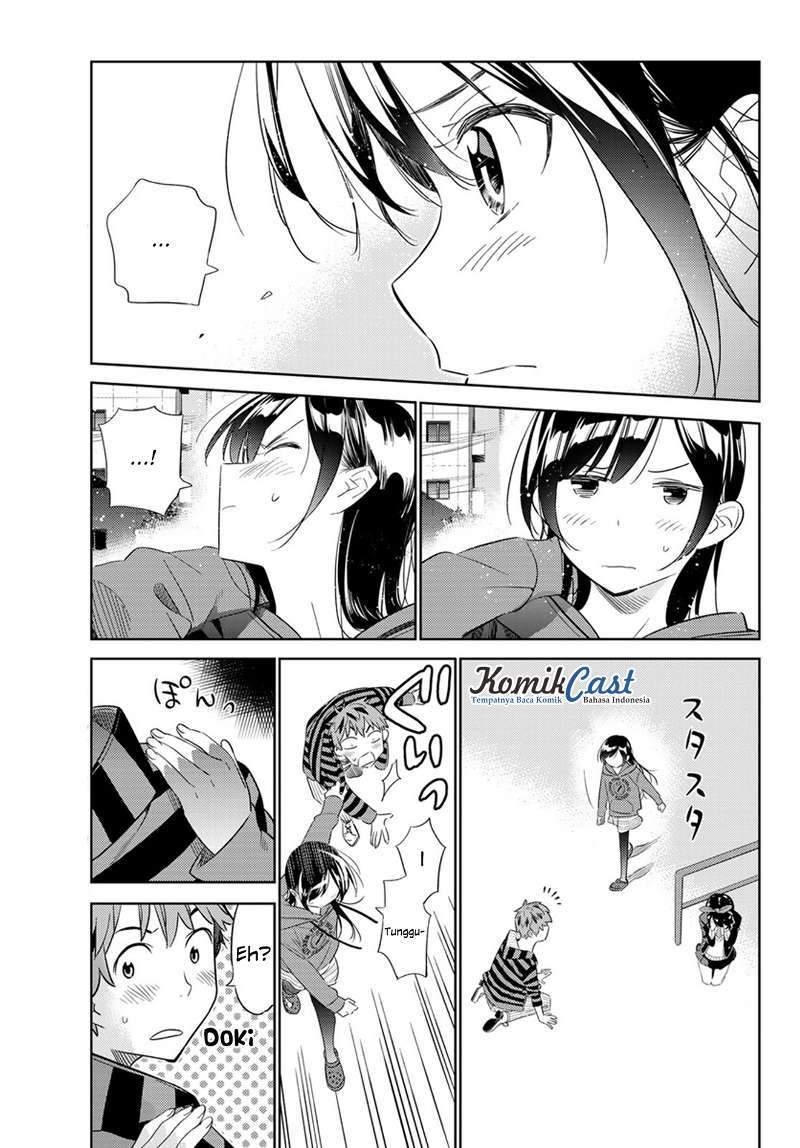 ...
...!
KomikCast
Tempatnya Baca Komik Bahasa Indonesia
スタスタ
ぐいっ
I
Tunggu-
ぽんっ
Eh?
Doki